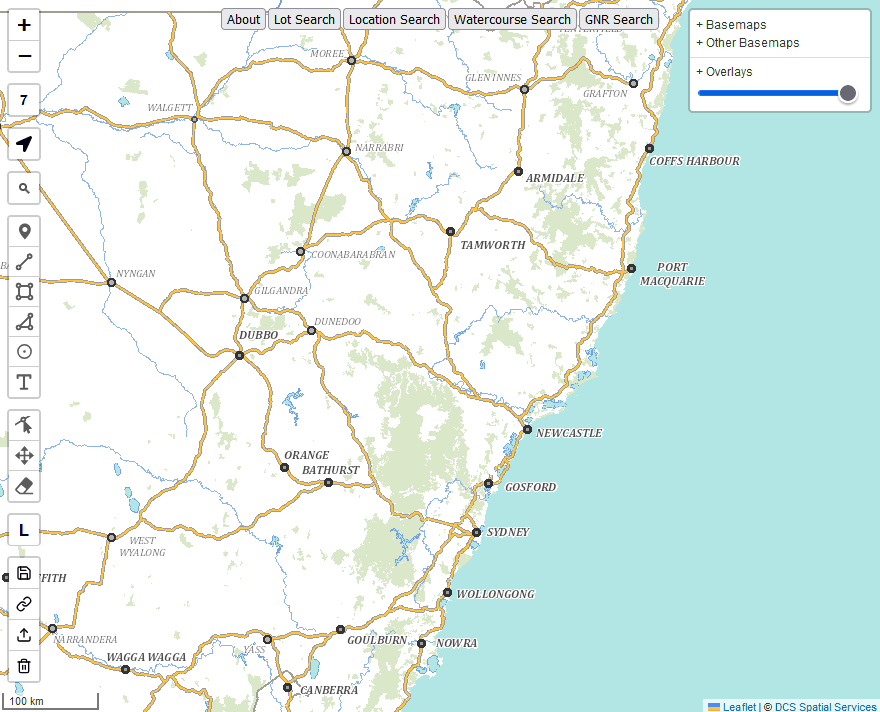 +
About
Lot Search
Location Search
Watercourse Search
GNR Search
+ Basemaps
+ Other Basemaps
+ Overlays
−
7
MOREE
GLEN INNES
GRAFTON
WALGETT
NARRABRI
COFFS HARBOUR
ARMIDALE
TAMWORTH
COONABARABRAN
PORT
MACQUARIE
NYNGAN
GILGANDRA
DUNEDOO
DUBBO
T
NEWCASTLE
ORANGE
BATHURST
GOSFORD
L
SYDNEY
WEST
WYALONG
FITH
WOLLONGONG
NARRANDERA
GOULBURN
NOWRA
YASS
WAGGA WAGGA
CANBERRA
100 km
Leaflet | © DCS Spatial Services